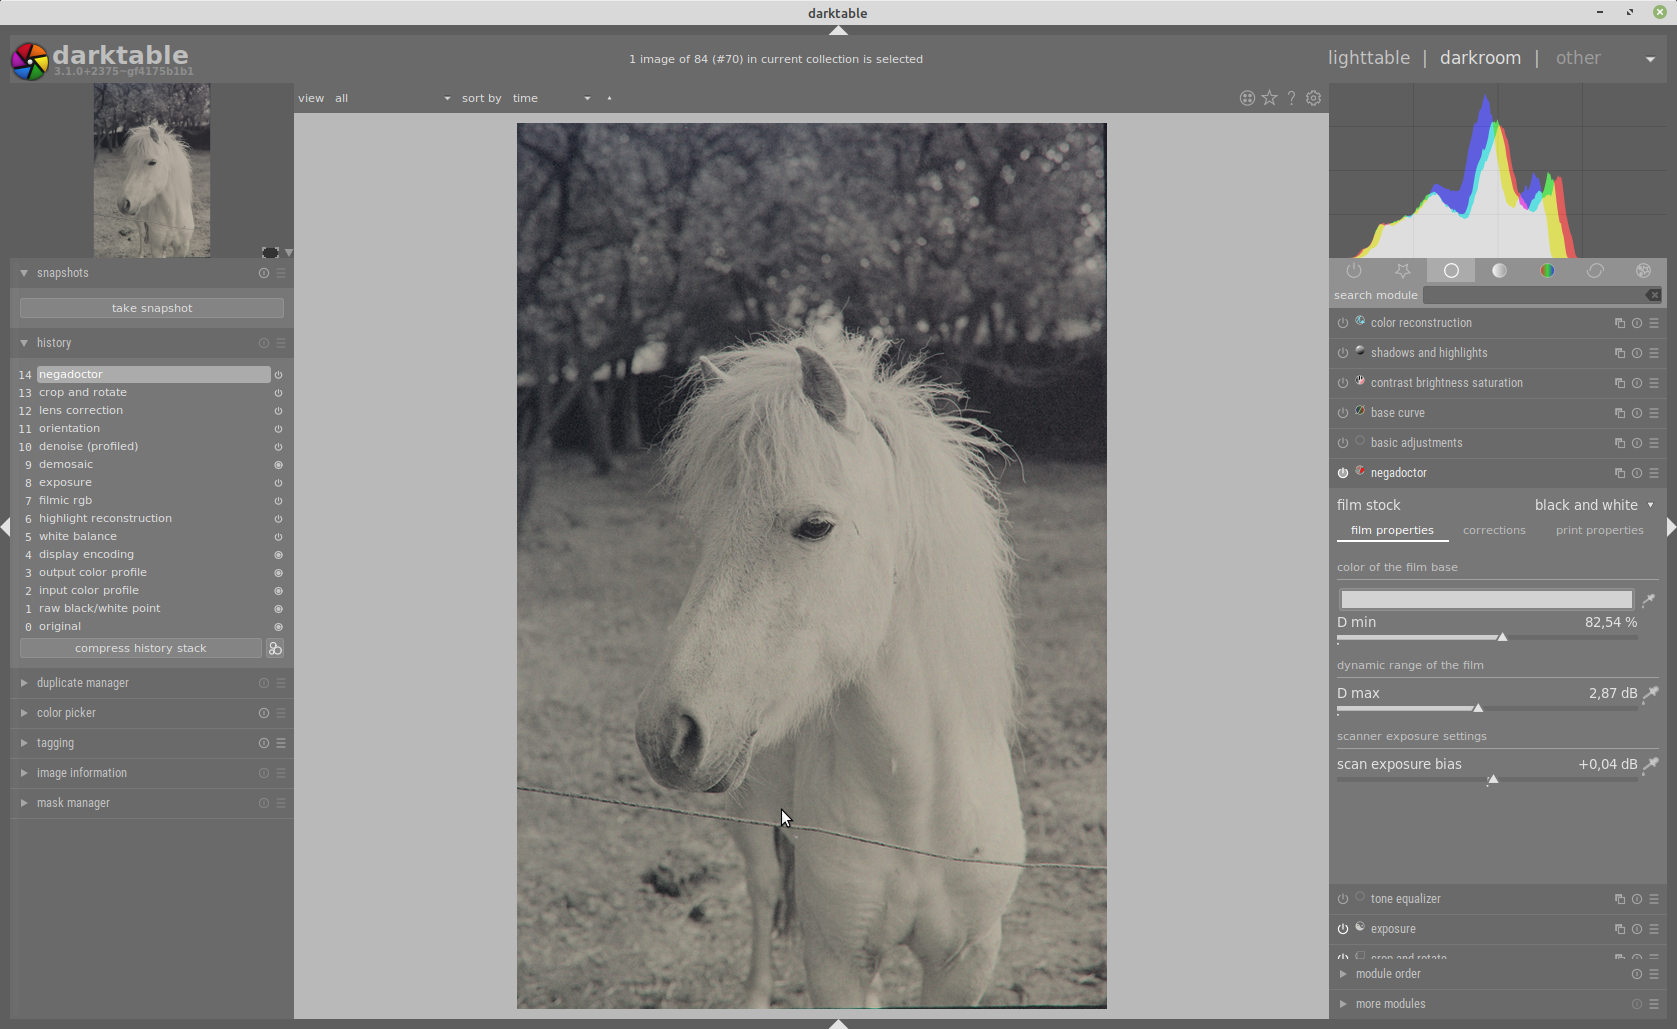 darktable
darktable
3.1.0+2375~gf4175b1b1
1 image of 84 (#70) in current collection is selected
lighttable | darkroom | other
view all sort by time
snapshots
take snapshot
history
14 negadoctor
13 crop and rotate
12 lens correction
11 orientation
10 denoise (profiled)
9 demosaic
8 exposure
7 filmic rgb
6 highlight reconstruction
5 white balance
4 display encoding
3 output color profile
2 input color profile
1 raw black/white point
0 original
compress history stack
duplicate manager
color picker
tagging
image information
mask manager
search module
color reconstruction
shadows and highlights
contrast brightness saturation
base curve
basic adjustments
negadoctor
film stock black and white
film properties corrections print properties
color of the film base
D min 82,54 %
dynamic range of the film
D max 2,87 dB
scanner exposure settings
scan exposure bias +0,04 dB
tone equalizer
exposure
crop and rotate
module order
more modules